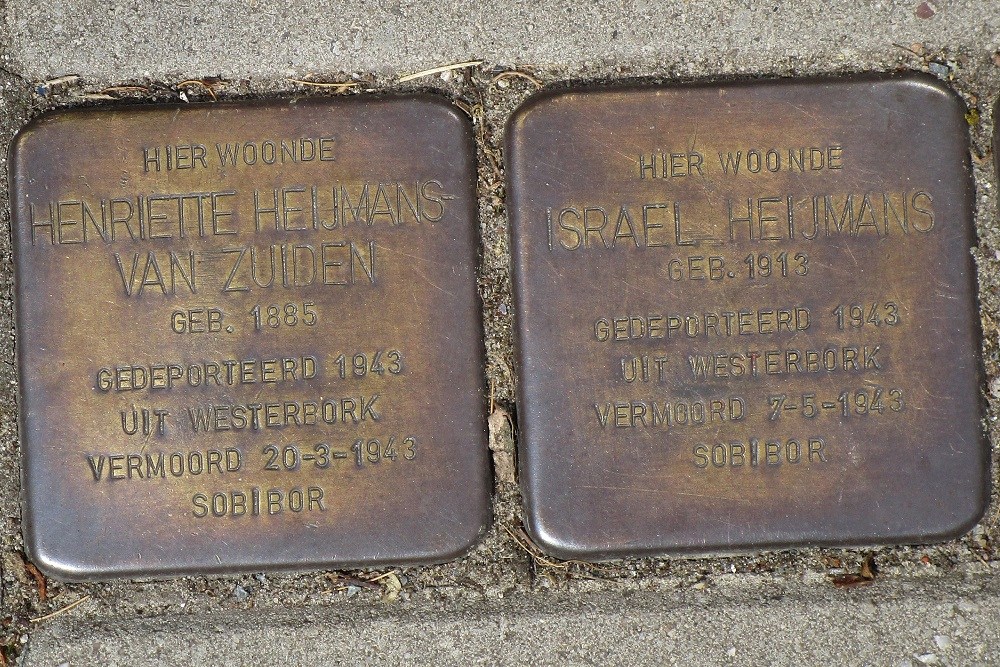 HIER WOONDE
HENRIETTE HEIJMANS-
VAN ZUIDEN
GEB. 1885
GEDEPORTEERD 1943
UIT WESTERBORK
VERMOORD 20-3-1943
SOBIBOR
HIER WOONDE
ISRAEL HEIJMANS
GEB. 1913
GEDEPORTEERD 1943
UIT WESTERBORK
VERMOORD 7-5-1943
SOBIBOR